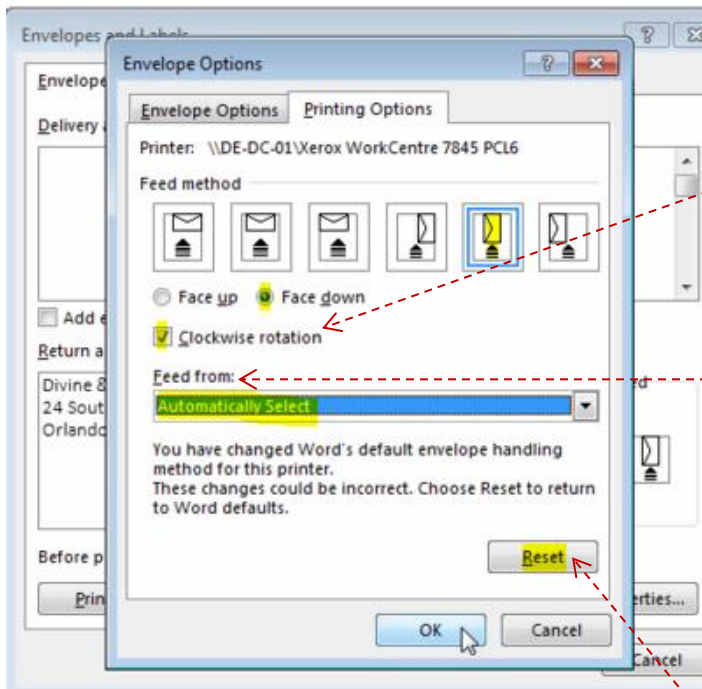 Envelopes and Labels
Envelope Options
Envelope
Envelope Options
Printing Options
Delivery
Printer: \\DE-DC-01\Xerox WorkCentre 7845 PCL6
Feed method
Face up
Face down
Add
Clockwise rotation
Return a
Feed from:
Divine &
Automatically Select
24 Sout
Orlando
You have changed Word's default envelope handling
method for this printer.
These changes could be incorrect. Choose Reset to return
to Word defaults.
Before p
Reset
Prin
erties...
OK
Cancel
Cancel